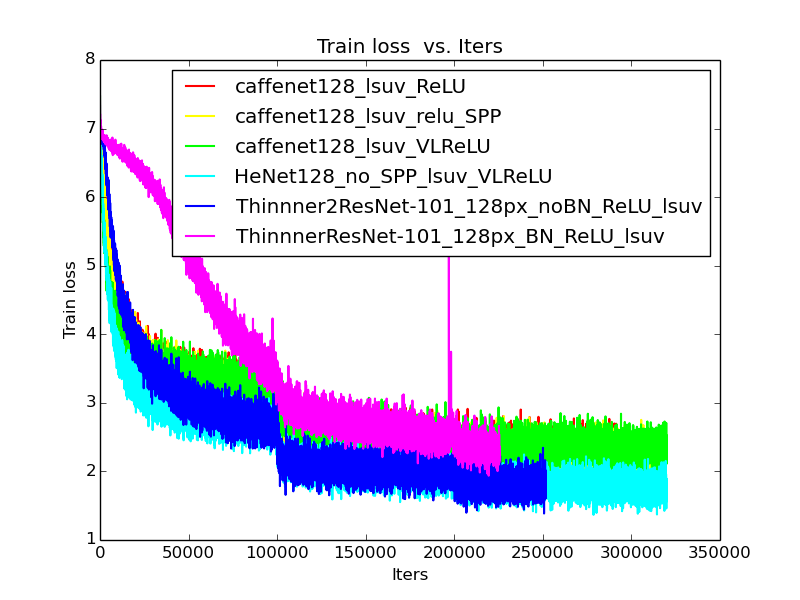 Train loss  vs. Iters
8
7
6
5
4
3
2
1
Train loss
caffenet128_lsuv_ReLU
caffenet128_lsuv_relu_SPP
caffenet128_lsuv_VLReLU
HeNet128_no_SPP_lsuv_VLReLU
Thinnner2ResNet-101_128px_noBN_ReLU_lsuv
ThinnnerResNet-101_128px_BN_ReLU_lsuv
0 50000 100000 150000 200000 250000 300000 350000
Iters